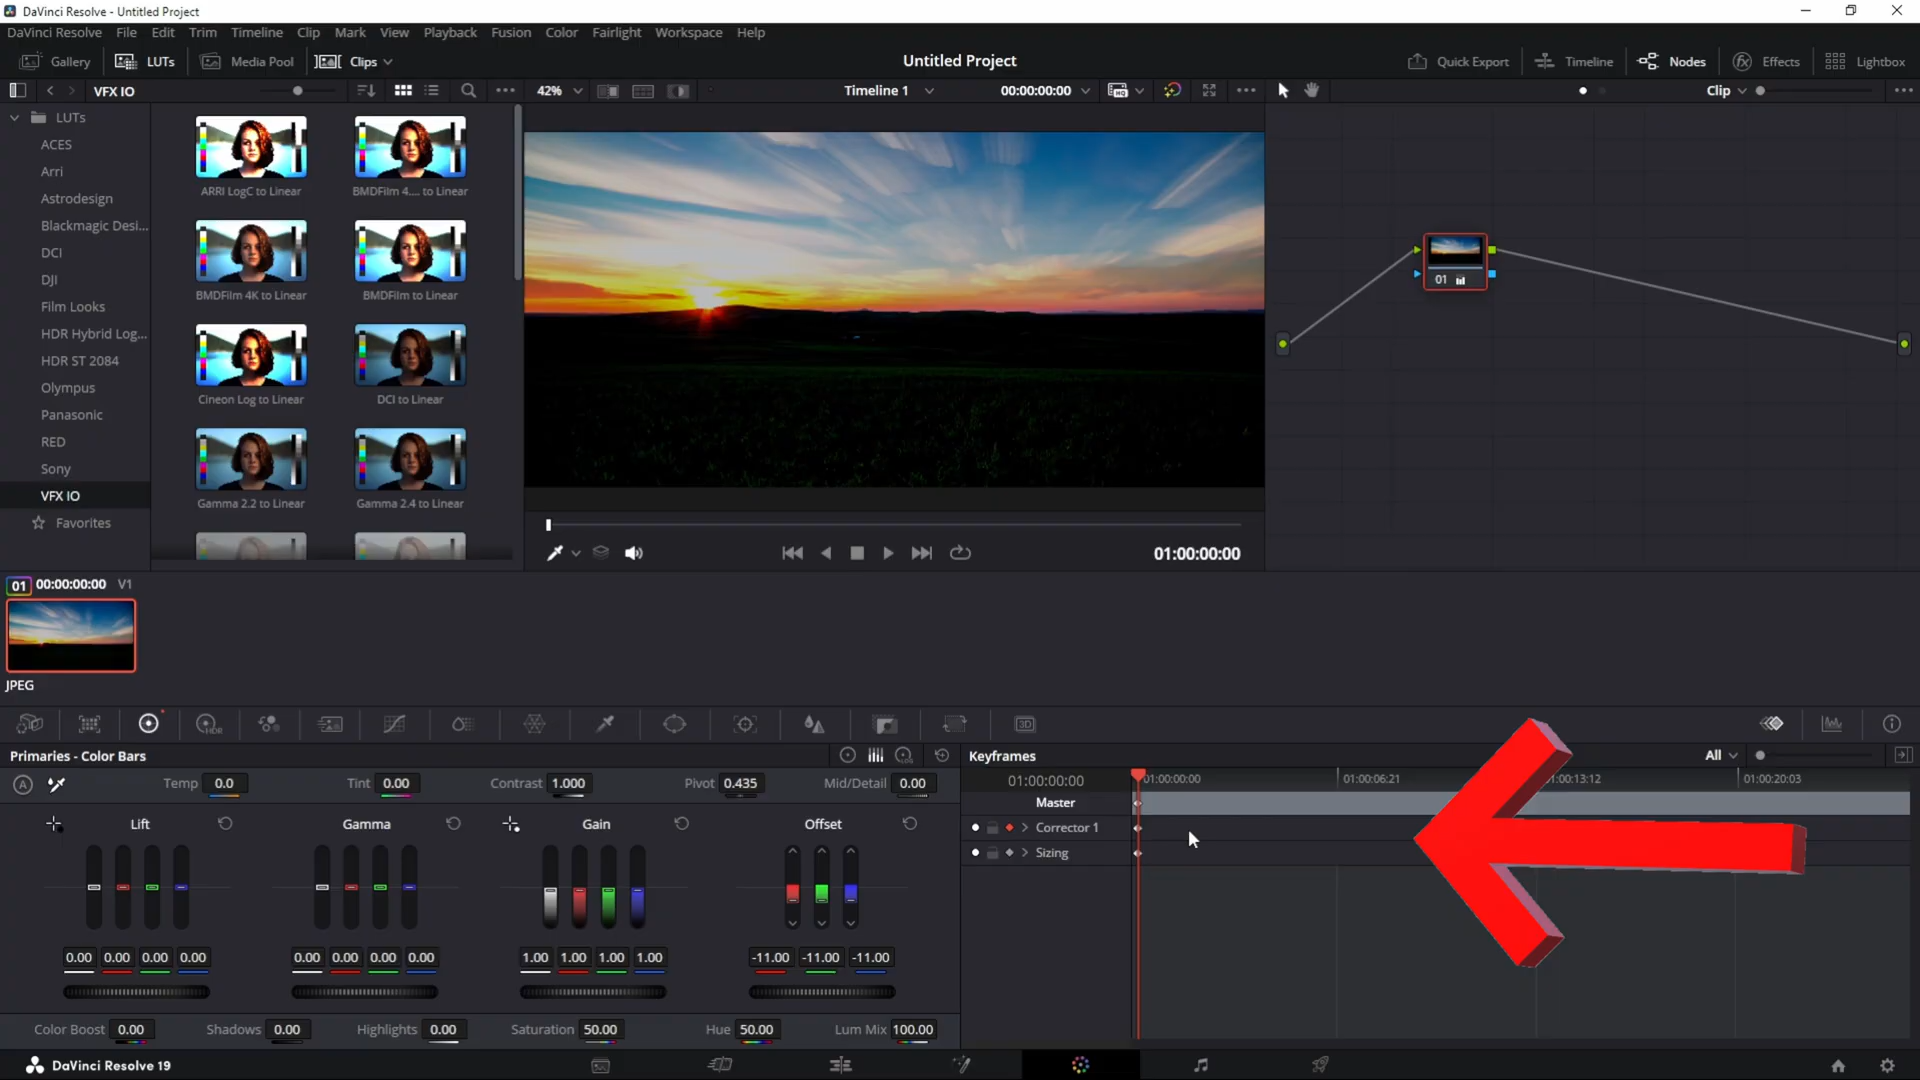 DaVinci Resolve - Untitled Project
DaVinci Resolve File Edit Trim Timeline Clip Mark View Playback Fusion Color Fairlight Workspace Help
Gallery LUTs Media Pool Clips Untitled Project Quick Export Timeline Nodes Effects Lightbox
VFX IO 42% Timeline 1 00:00:00:00 Clip
LUTs
ACES
Arri
Astrodesign
Blackmagic Desi...
DCI
DJI
Film Looks
HDR Hybrid Log...
HDR ST 2084
Olympus
Panasonic
RED
Sony
VFX IO
Favorites
ARRI LogC to Linear BMDFilm 4.... to Linear
BMDFilm 4K to Linear BMDFilm to Linear
Cineon Log to Linear DCI to Linear
Gamma 2.2 to Linear Gamma 2.4 to Linear
01
01:00:00:00
01 00:00:00:00 V1
JPEG
HDR
3D
Primaries - Color Bars
A Temp 0.0 Tint 0.00 Contrast 1.000 Pivot 0.435 Mid/Detail 0.00
Lift Gamma Gain Offset
0.00 0.00 0.00 0.00 0.00 0.00 0.00 0.00 1.00 1.00 1.00 1.00 -11.00 -11.00 -11.00
Color Boost 0.00 Shadows 0.00 Highlights 0.00 Saturation 50.00 Hue 50.00 Lum Mix 100.00
Keyframes All
01:00:00:00 01:00:00:00 01:00:06:21 :00:13:12 01:00:20:03
Master
Corrector 1
Sizing
DaVinci Resolve 19